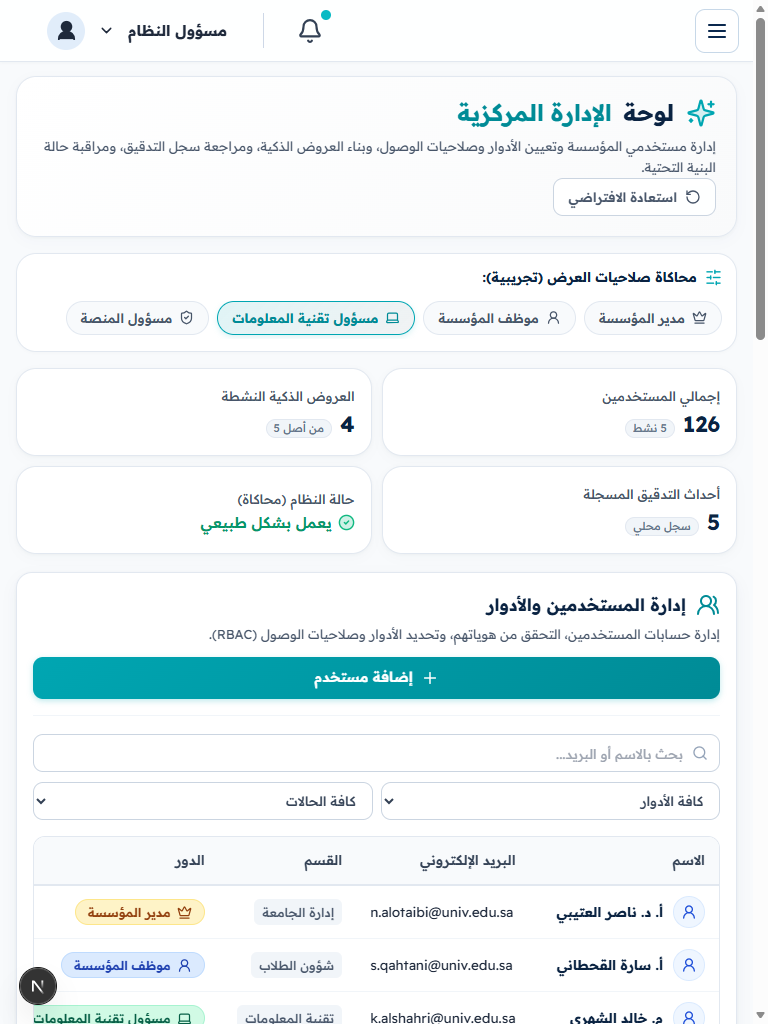 مسؤول النظام
لوحة الإدارة المركزية
إدارة مستخدمي المؤسسة وتعيين الأدوار وصلاحيات الوصول، وبناء العروض الذكية، ومراجعة سجل التدقيق، ومراقبة حالة
البنية التحتية.
استعادة الافتراضي
محاكاة صلاحيات العرض (تجريبية):
مدير المؤسسة
موظف المؤسسة
مسؤول تقنية المعلومات
مسؤول المنصة
إجمالي المستخدمين
126 5 نشط
العروض الذكية النشطة
4 من أصل 5
أحداث التدقيق المسجلة
5 سجل محلي
حالة النظام (محاكاة)
يعمل بشكل طبيعي
إدارة المستخدمين والأدوار
إدارة حسابات المستخدمين، التحقق من هوياتهم، وتحديد الأدوار وصلاحيات الوصول (RBAC).
إضافة مستخدم
بحث بالاسم أو البريد...
كافة الأدوار
كافة الحالات
الاسم البريد الإلكتروني القسم الدور
أ. د. ناصر العتيبي n.alotaibi@univ.edu.sa إدارة الجامعة مدير المؤسسة
أ. سارة القحطاني s.qahtani@univ.edu.sa شؤون الطلاب موظف المؤسسة
م. خالد الشهري k.alshahri@univ.edu.sa تقنية المعلومات مسؤول تقنية المعلومات
N